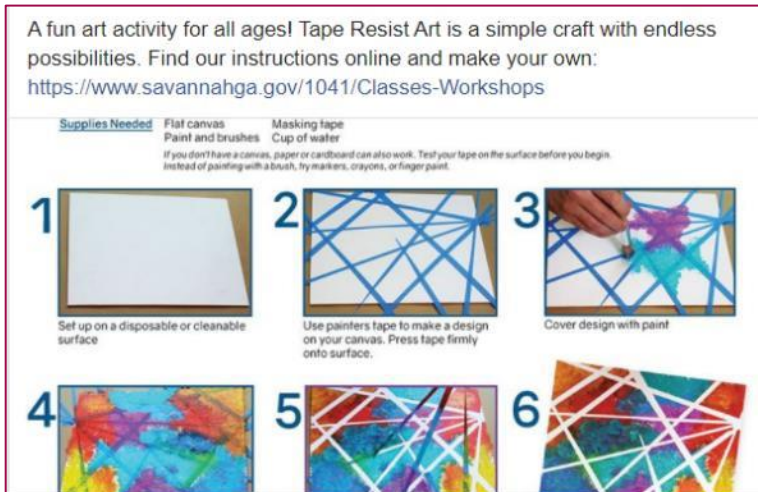 A fun art activity for all ages! Tape Resist Art is a simple craft with endless
possibilities. Find our instructions online and make your own:
https://www.savannahga.gov/1041/Classes-Workshops
Supplies Needed Flat canvas Masking tape
Paint and brushes Cup of water
If you don't have a canvas, paper or cardboard can also work. Test your tape on the surface before you begin.
Instead of painting with a brush, try markers, crayons, or finger paint.
1 2 3
Set up on a disposable or cleanable
surface
Use painters tape to make a design
on your canvas. Press tape firmly
onto surface.
Cover design with paint
4 5 6